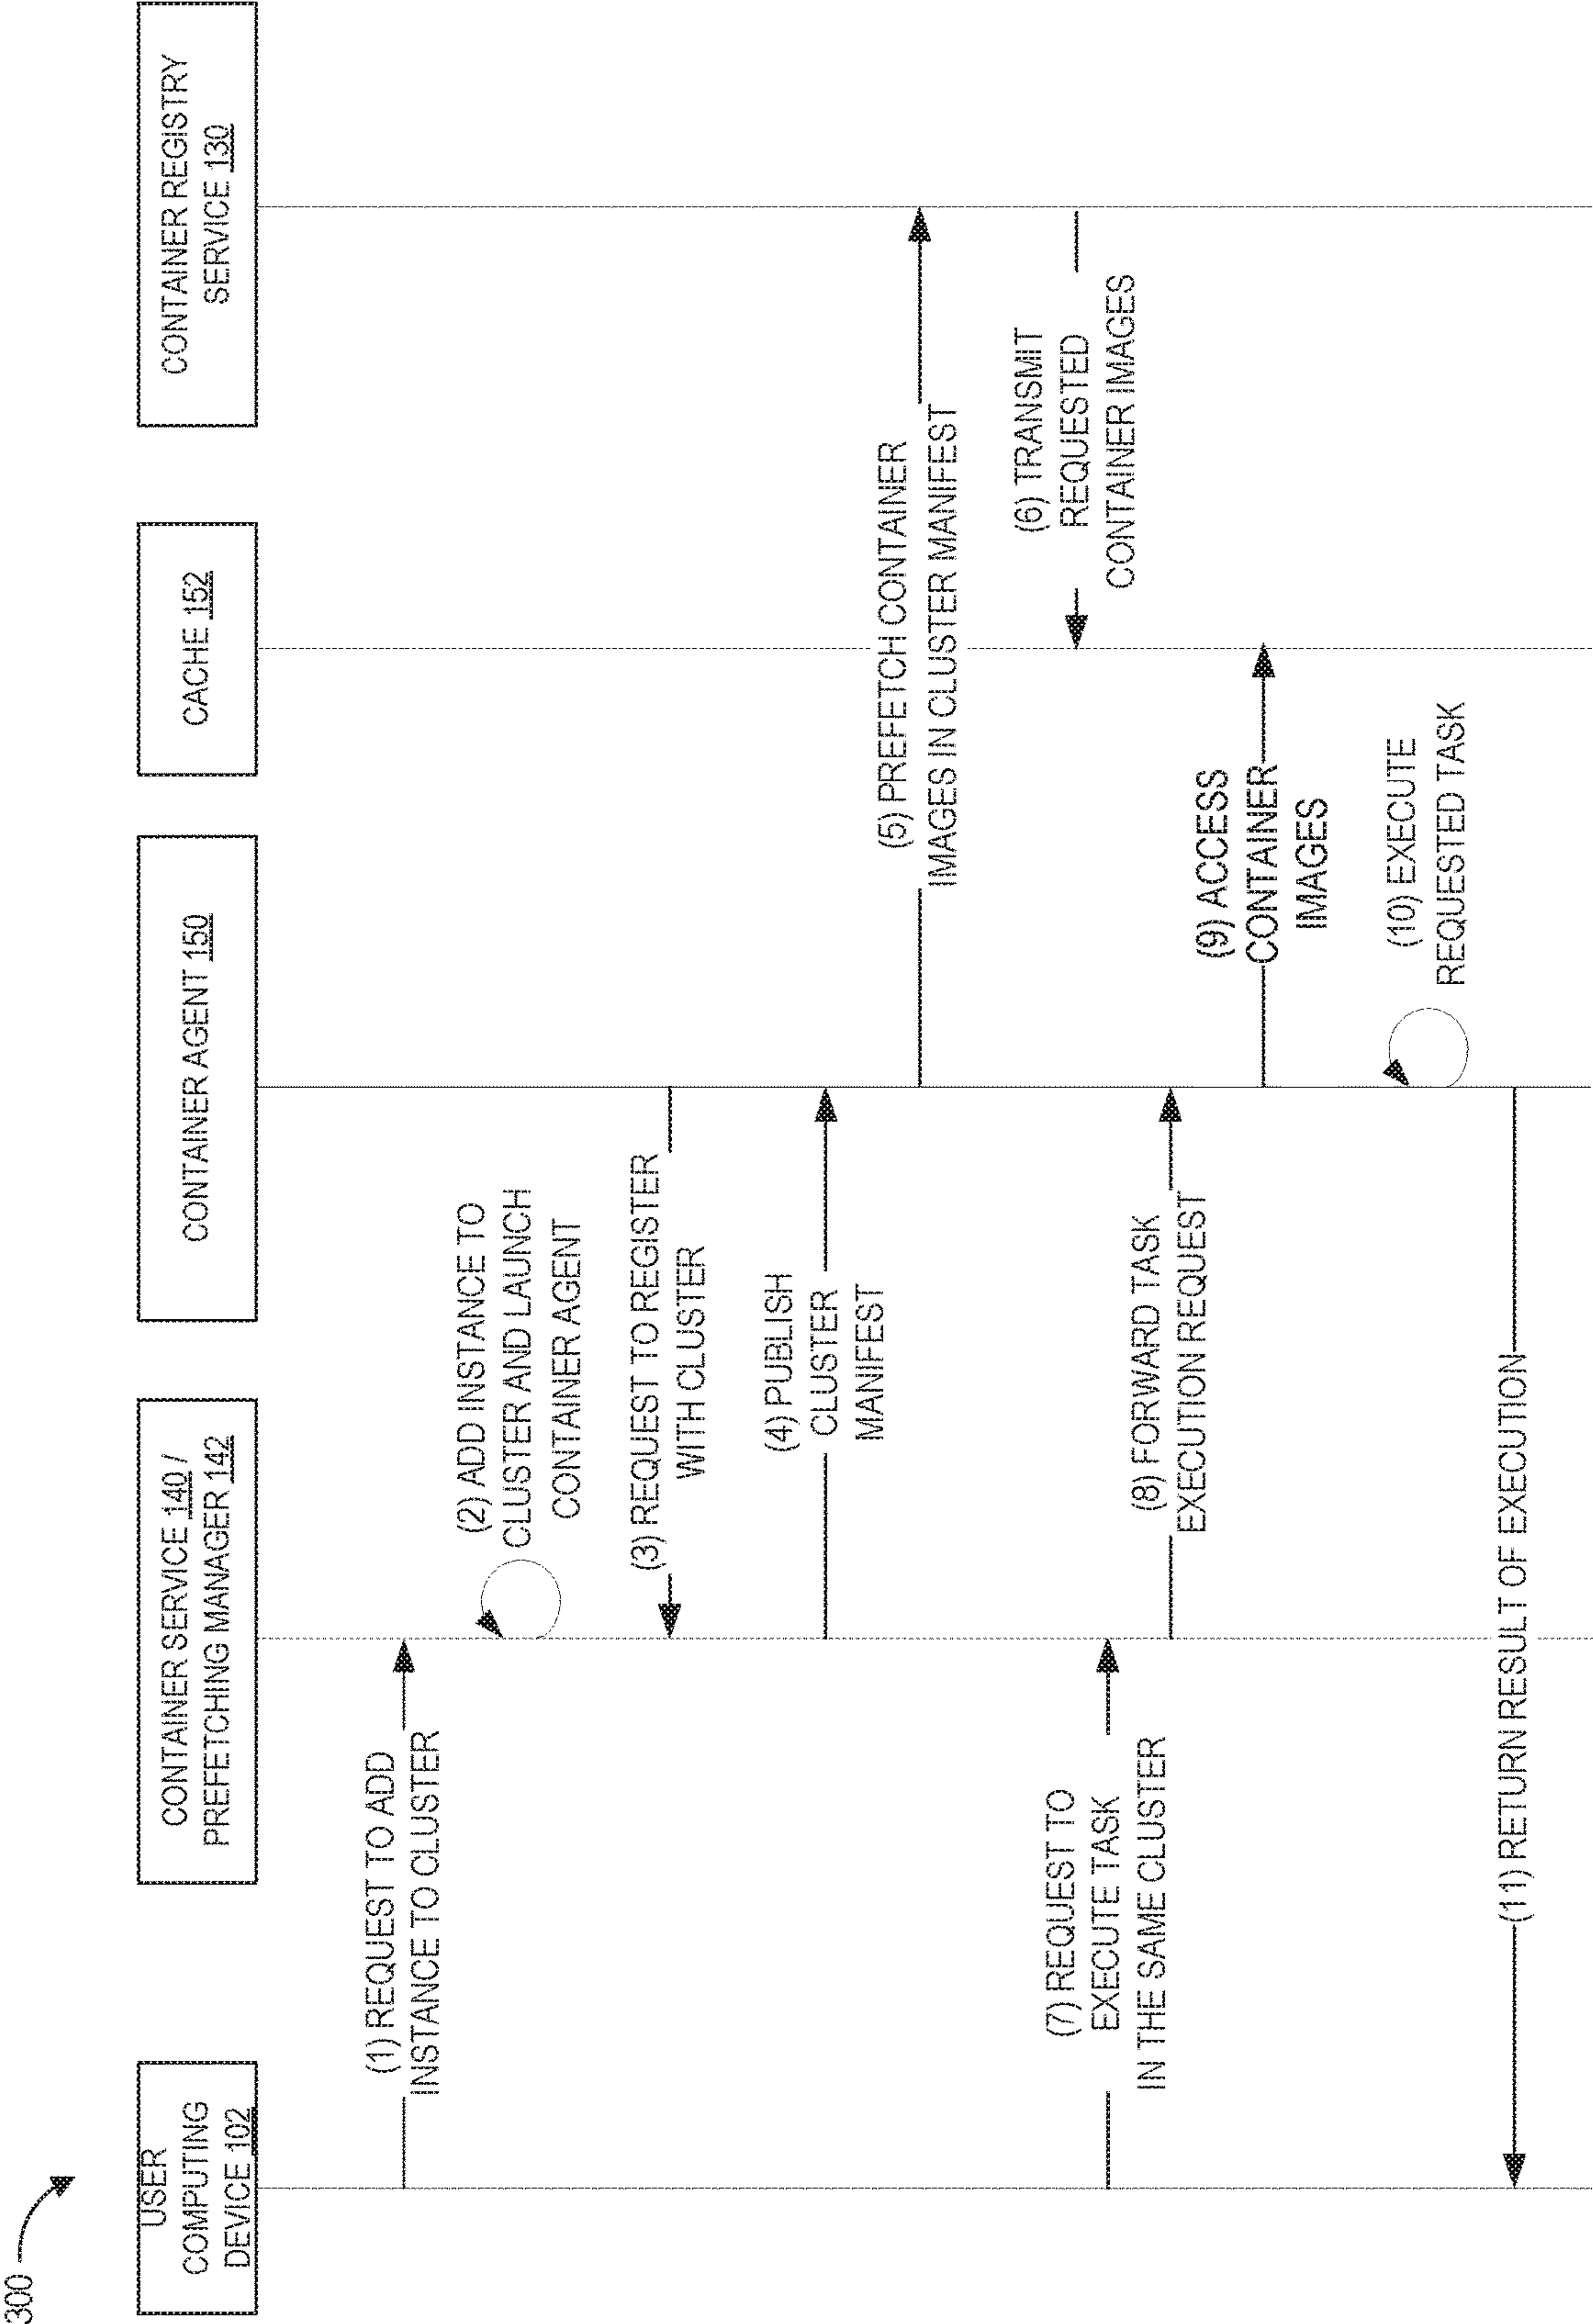 300
USER
COMPUTING
DEVICE 102
CONTAINER SERVICE 140 /
PREFETCHING MANAGER 142
CONTAINER AGENT 150
CACHE 152
CONTAINER REGISTRY
SERVICE 130
(1) REQUEST TO ADD
INSTANCE TO CLUSTER
(2) ADD INSTANCE TO
CLUSTER AND LAUNCH
CONTAINER AGENT
(3) REQUEST TO REGISTER
WITH CLUSTER
(4) PUBLISH
CLUSTER
MANIFEST
(5) PREFETCH CONTAINER
IMAGES IN CLUSTER MANIFEST
(6) TRANSMIT
REQUESTED
CONTAINER IMAGES
(7) REQUEST TO
EXECUTE TASK
IN THE SAME CLUSTER
(8) FORWARD TASK
EXECUTION REQUEST
(9) ACCESS
CONTAINER
IMAGES
(10) EXECUTE
REQUESTED TASK
(11) RETURN RESULT OF EXECUTION